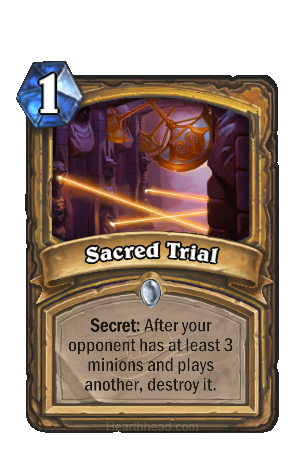 1
Sacred Trial
Secret: After your
opponent has at least 3
minions and plays
another, destroy it.
Hearthhead.com